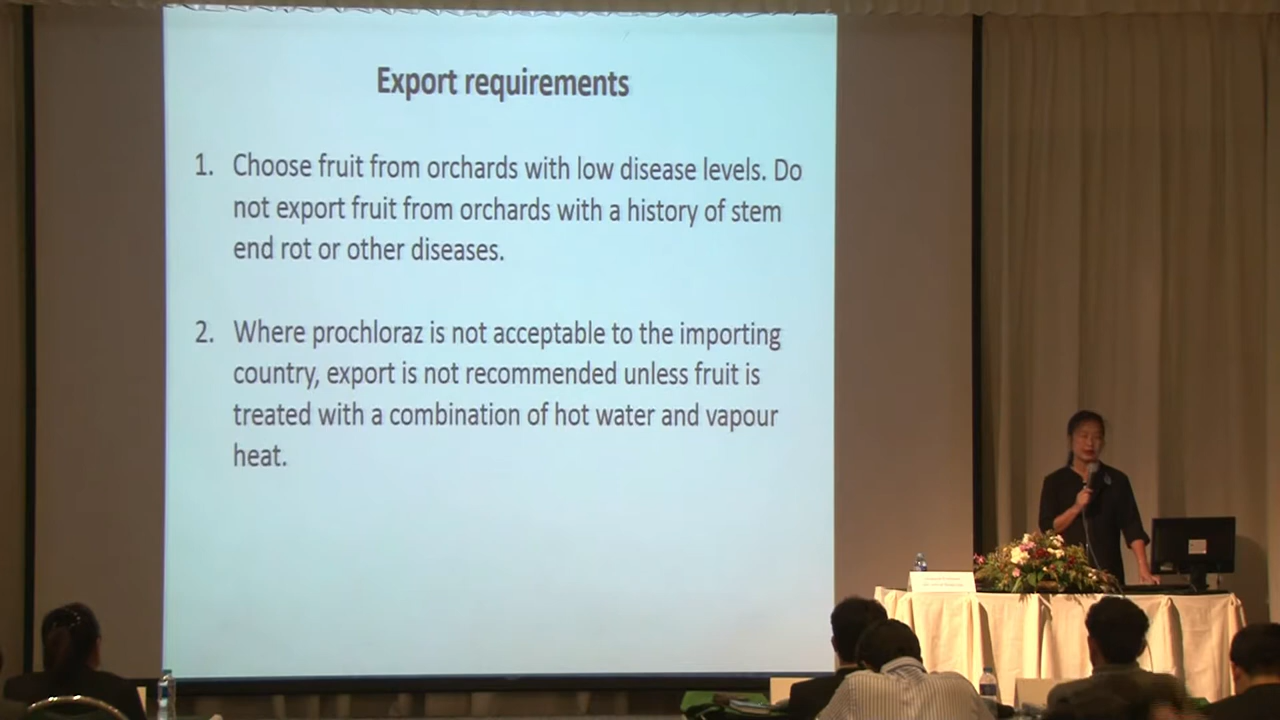 Export requirements
1. Choose fruit from orchards with low disease levels. Do
not export fruit from orchards with a history of stem
end rot or other diseases.
2. Where prochloraz is not acceptable to the importing
country, export is not recommended unless fruit is
treated with a combination of hot water and vapour
heat.